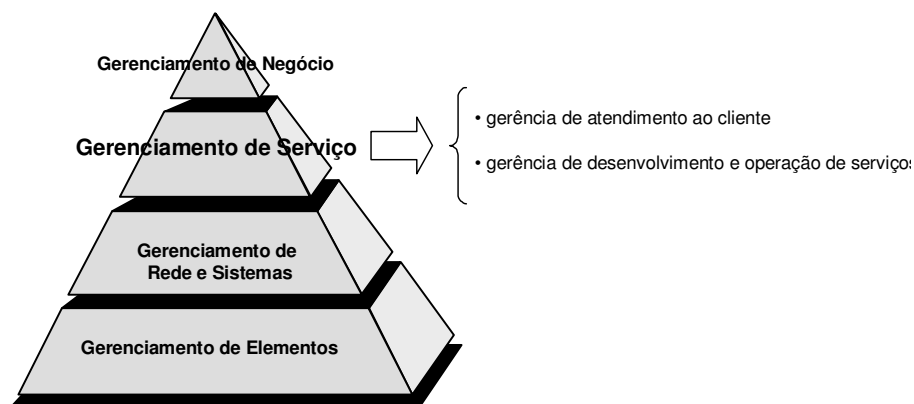 Gerenciamento de Negócio
Gerenciamento de Serviço
• gerência de atendimento ao cliente
• gerência de desenvolvimento e operação de serviços
Gerenciamento de
Rede e Sistemas
Gerenciamento de Elementos